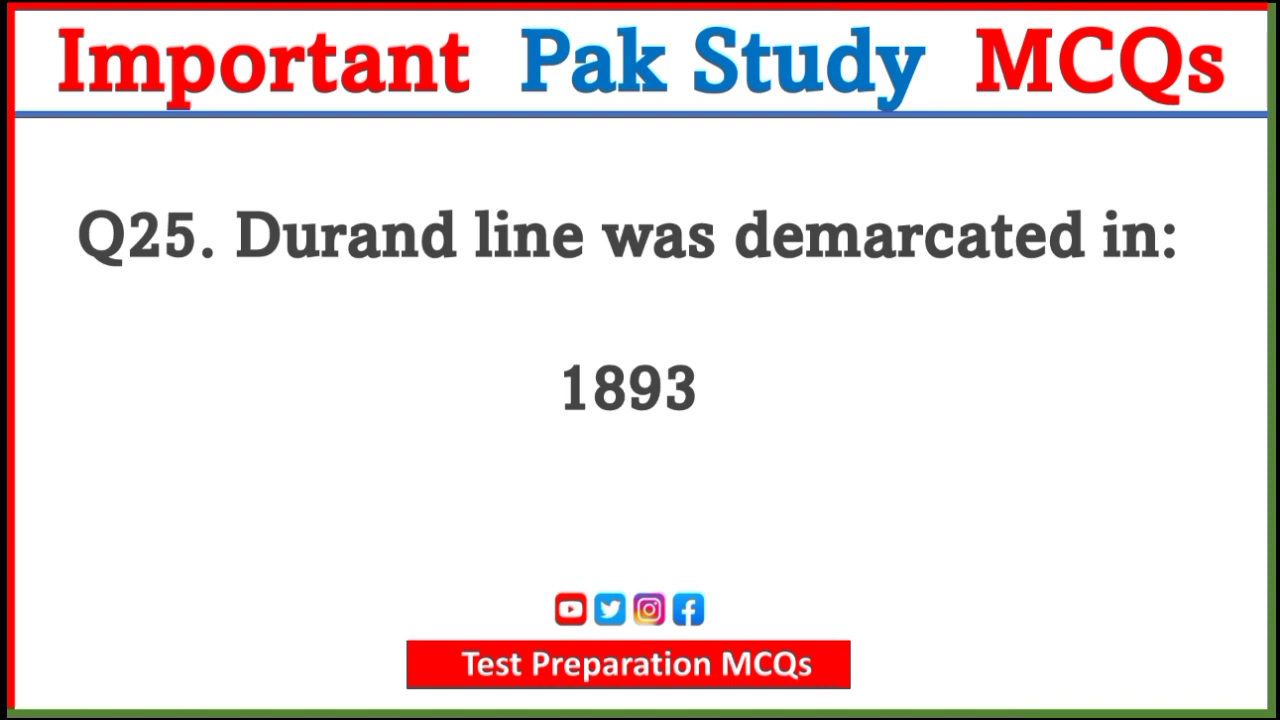 Important Pak Study MCQs
Q25. Durand line was demarcated in:
1893
Test Preparation MCQs